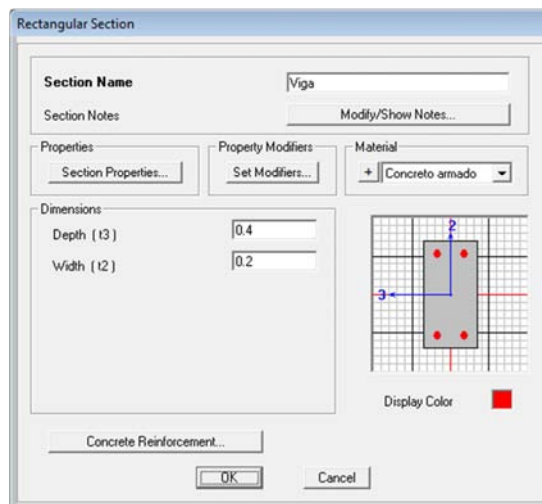 Rectangular Section
Section Name
Viga
Section Notes
Modify/Show Notes...
Properties
Section Properties...
Property Modifiers
Set Modifiers...
Material
+
Concreto armado
Dimensions
Depth ( t3 )
0.4
Width ( t2 )
0.2
2
3
Display Color
Concrete Reinforcement...
OK
Cancel